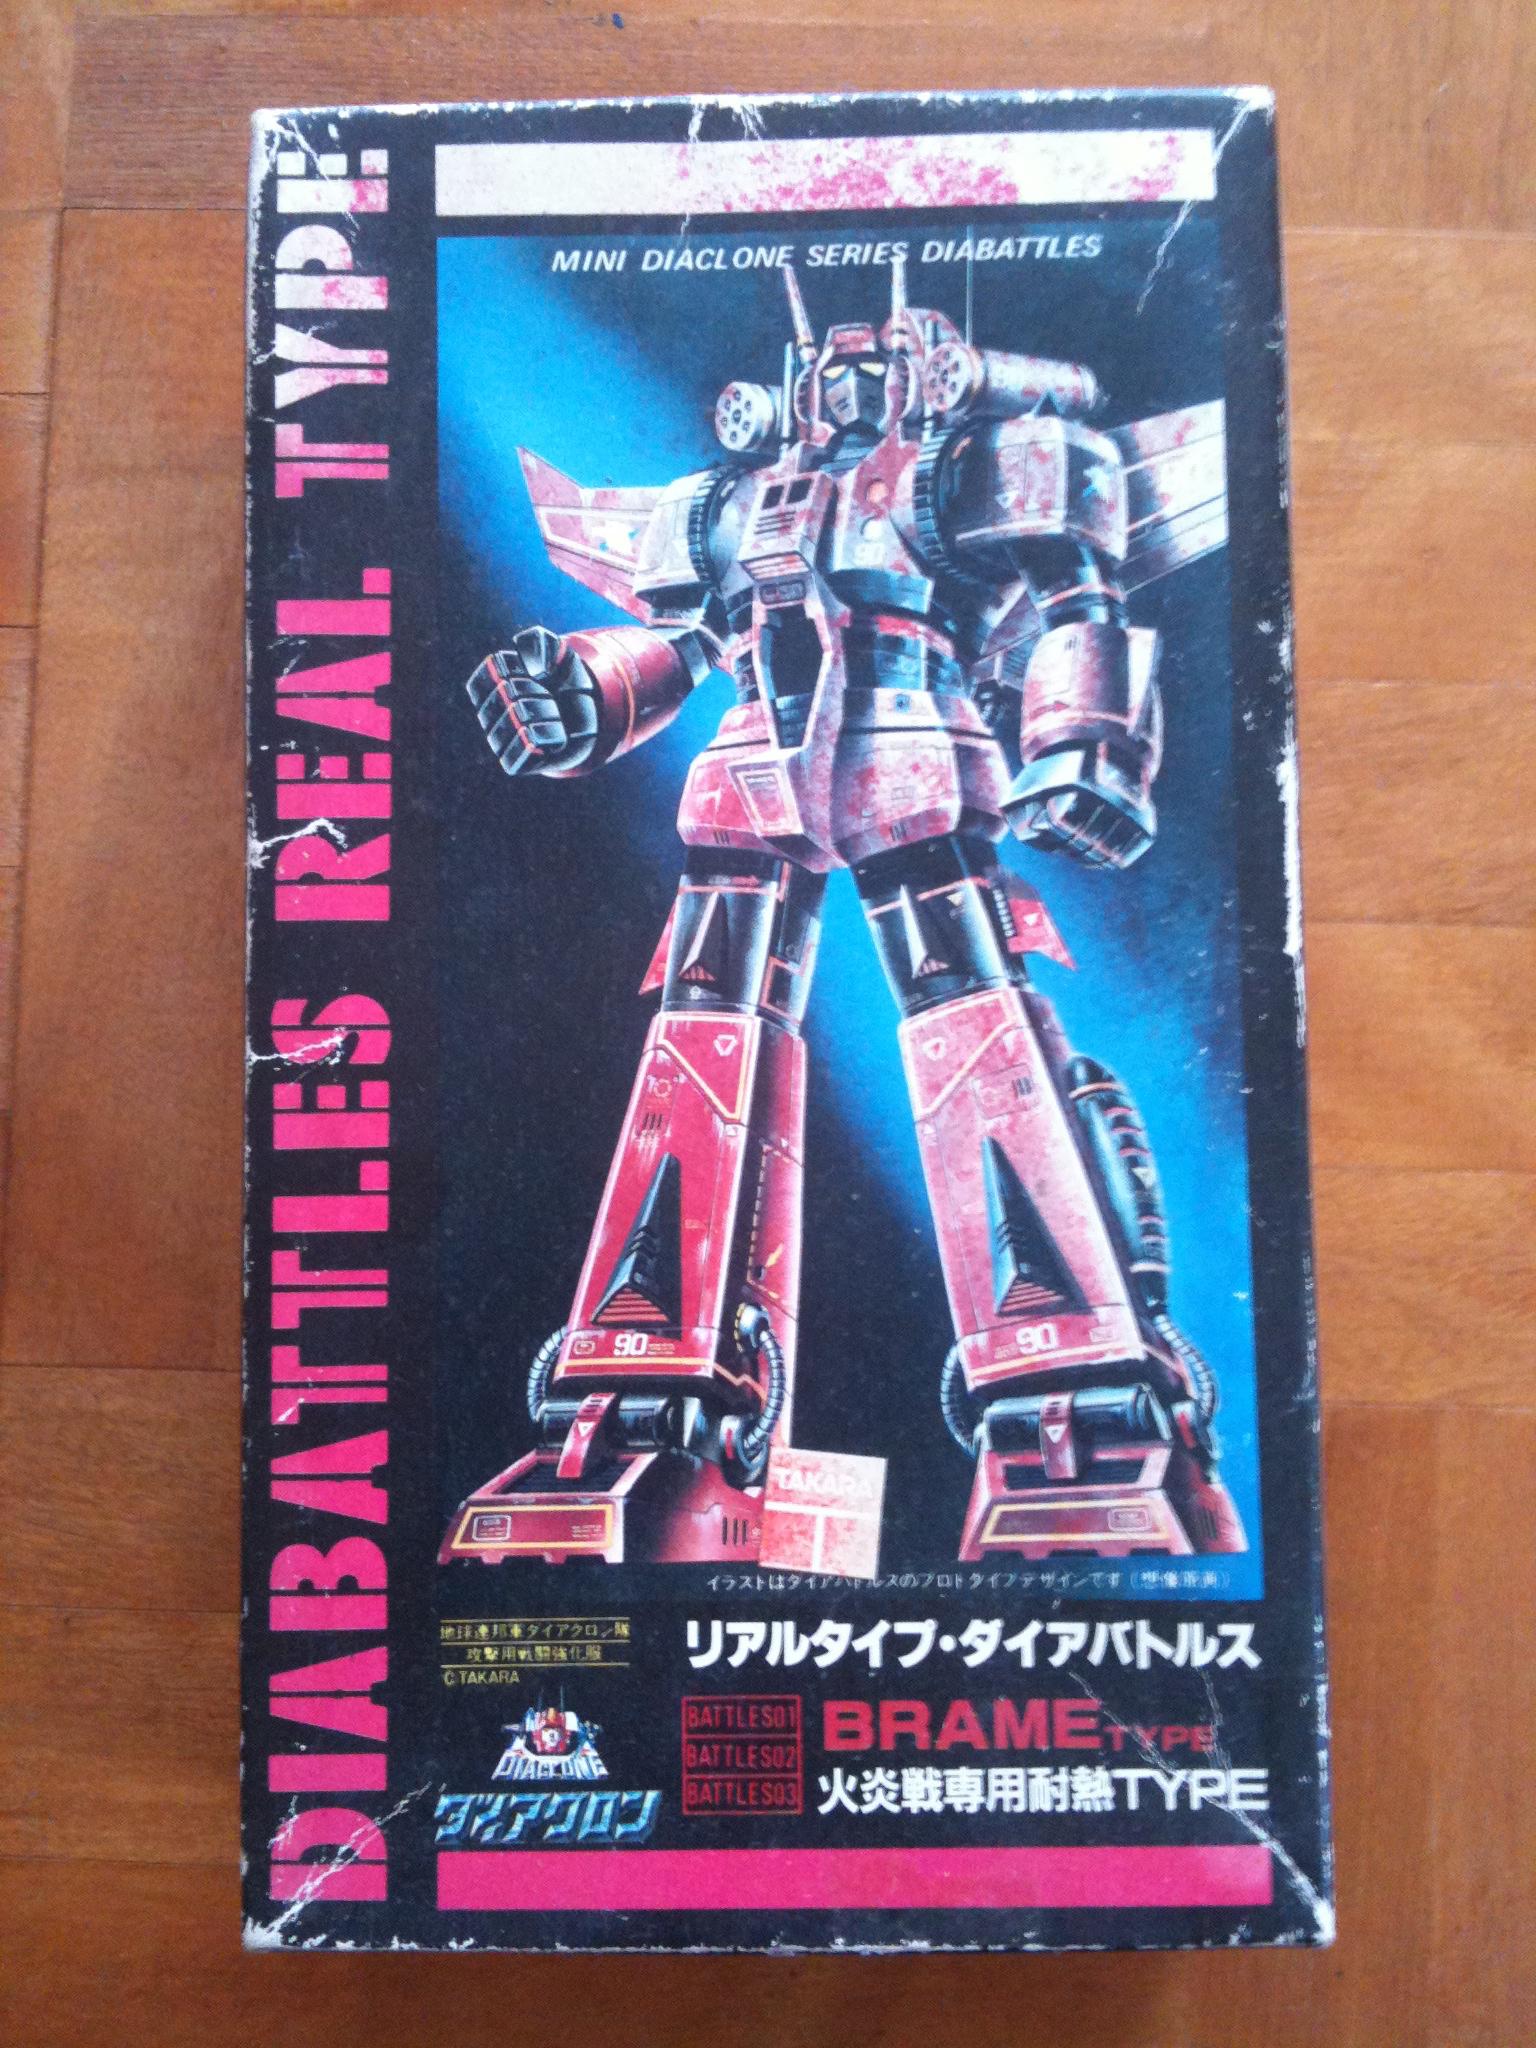 DIABATTLES REAL TYPE
MINI DIACLONE SERIES DIABATTLES
90
90
90
TAKARA
イラストはダイアバトルスのプロトタイプデザインです(想像原画)
地球連邦軍ダイアクロン隊
攻撃用戦闘強化服
© TAKARA
リアルタイプ・ダイアバトルス
BATTLES01
BATTLES02
BATTLES03
BRAME TYPE
火炎戦専用耐熱TYPE
DIACLONE
ダイアクロン